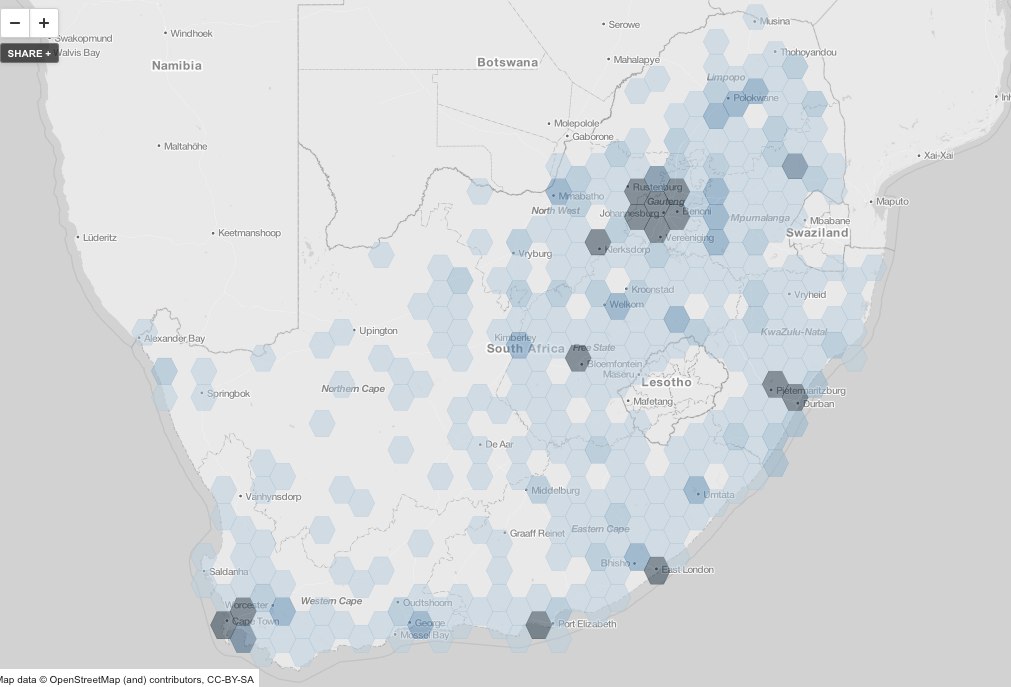 Musina
Serowe
Windhoek
Swakopmund
− +
SHARE +
Walvis Bay
Thohoyandou
Mahalapye
Botswana
Namibia
Limpopo
Polokwane
Molepolole
Gaborone
Maltahöhe
Xai-Xai
Rustenburg
Mmabatho
Gauteng
Maputo
North West
Johannesburg
Benoni
Mpumalanga
Mbabane
Swaziland
Keetmanshoop
Lüderitz
Vereeniging
Klerksdorp
Vryburg
Kroonstad
Vryheid
Welkom
Upington
KwaZulu-Natal
Alexander Bay
Kimberley
South Africa
Free State
Bloemfontein
Maseru
Lesotho
Northern Cape
Springbok
Pietermaritzburg
Mafetang
Durban
De Aar
Middelburg
Umtata
Vanhynsdorp
Eastern Cape
Graaff Reinet
Bhisho
East London
Saldanha
Western Cape
Oudtshoorn
Worcester
Cape Town
George
Port Elizabeth
Mossel Bay
Map data © OpenStreetMap (and) contributors, CC-BY-SA